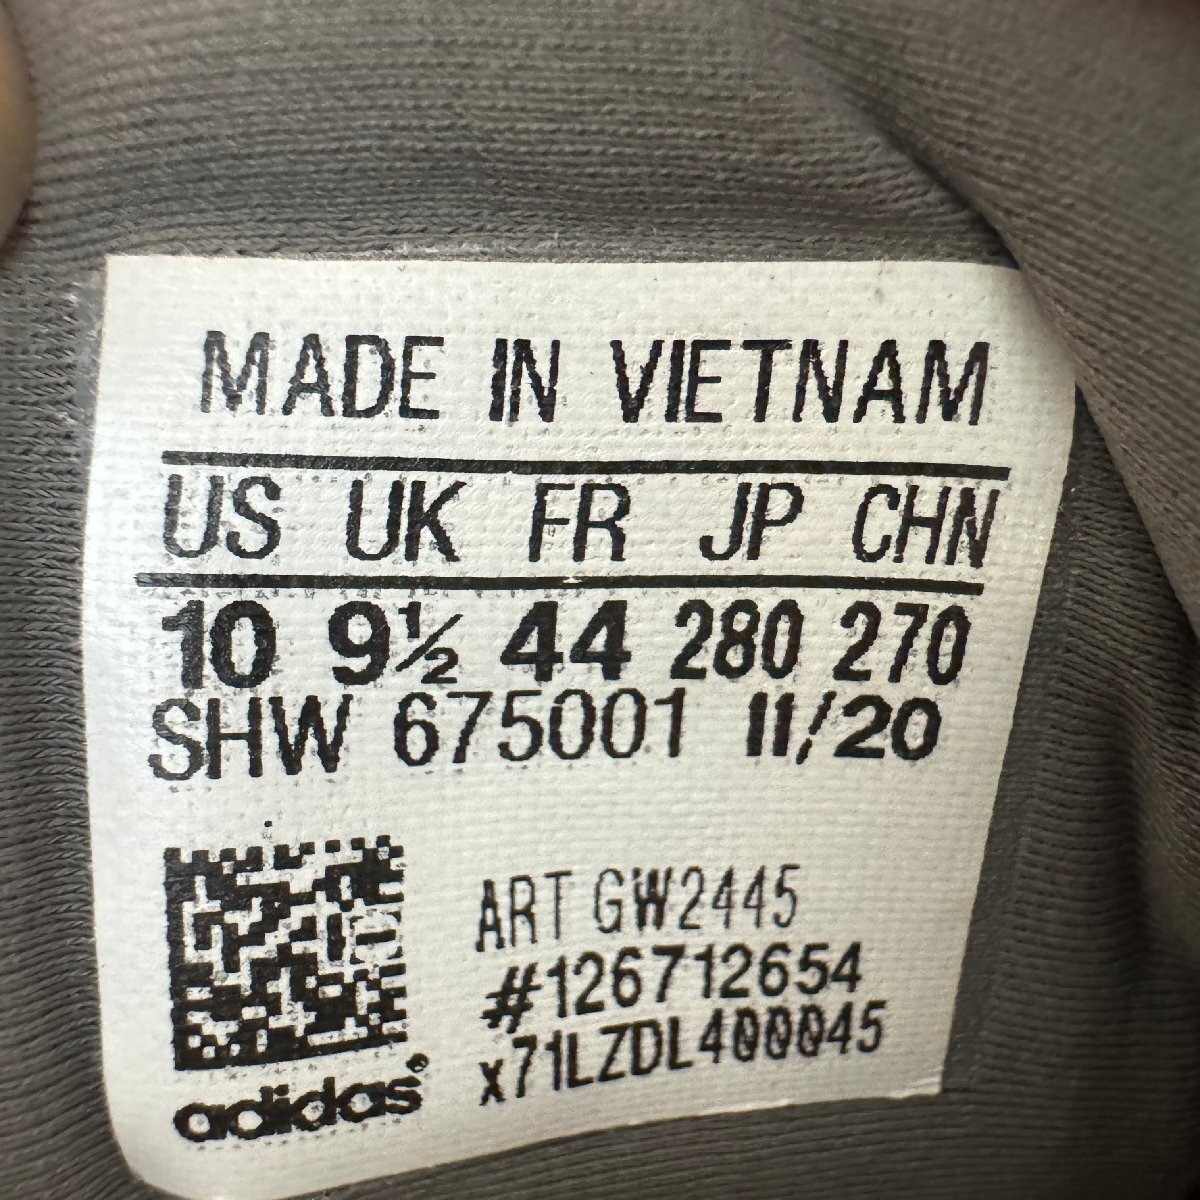 MADE IN VIETNAM
US UK FR JP CHN
10 9½ 44 280 270
SHW 675001 11/20
ART GW2445
#126712654
x71LZDL400045
adidas®